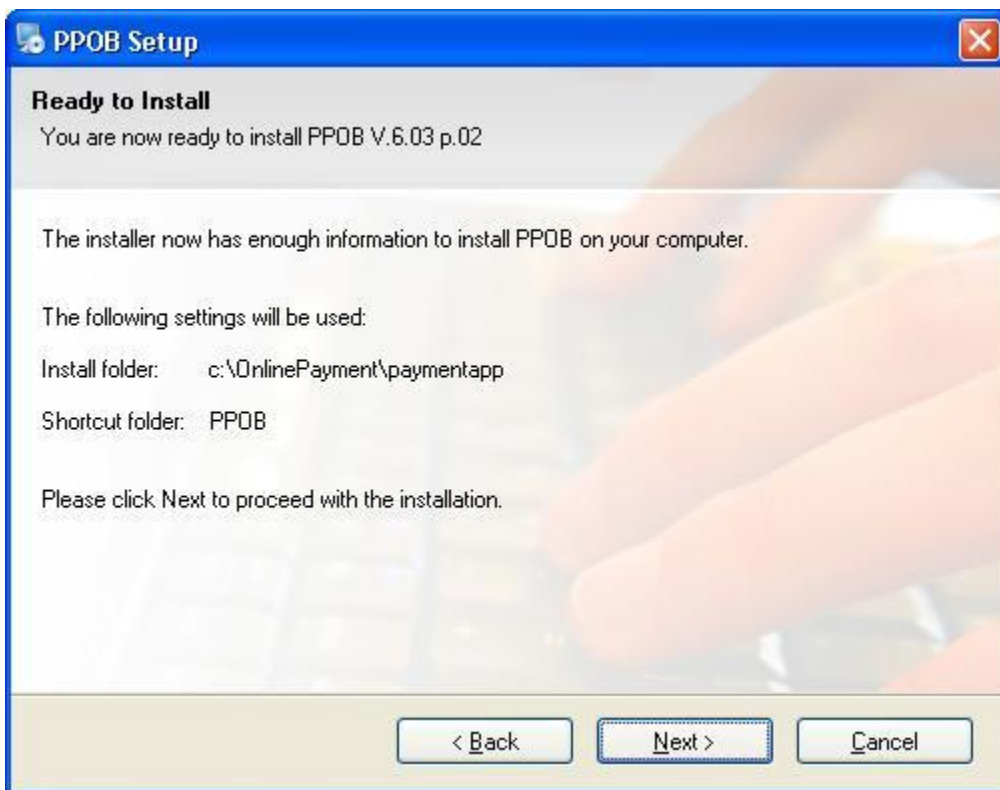 PPOB Setup
Ready to Install
You are now ready to install PPOB V.6.03 p.02
The installer now has enough information to install PPOB on your computer.
The following settings will be used:
Install folder: c:\OnlinePayment\paymentapp
Shortcut folder: PPOB
Please click Next to proceed with the installation.
< Back Next > Cancel